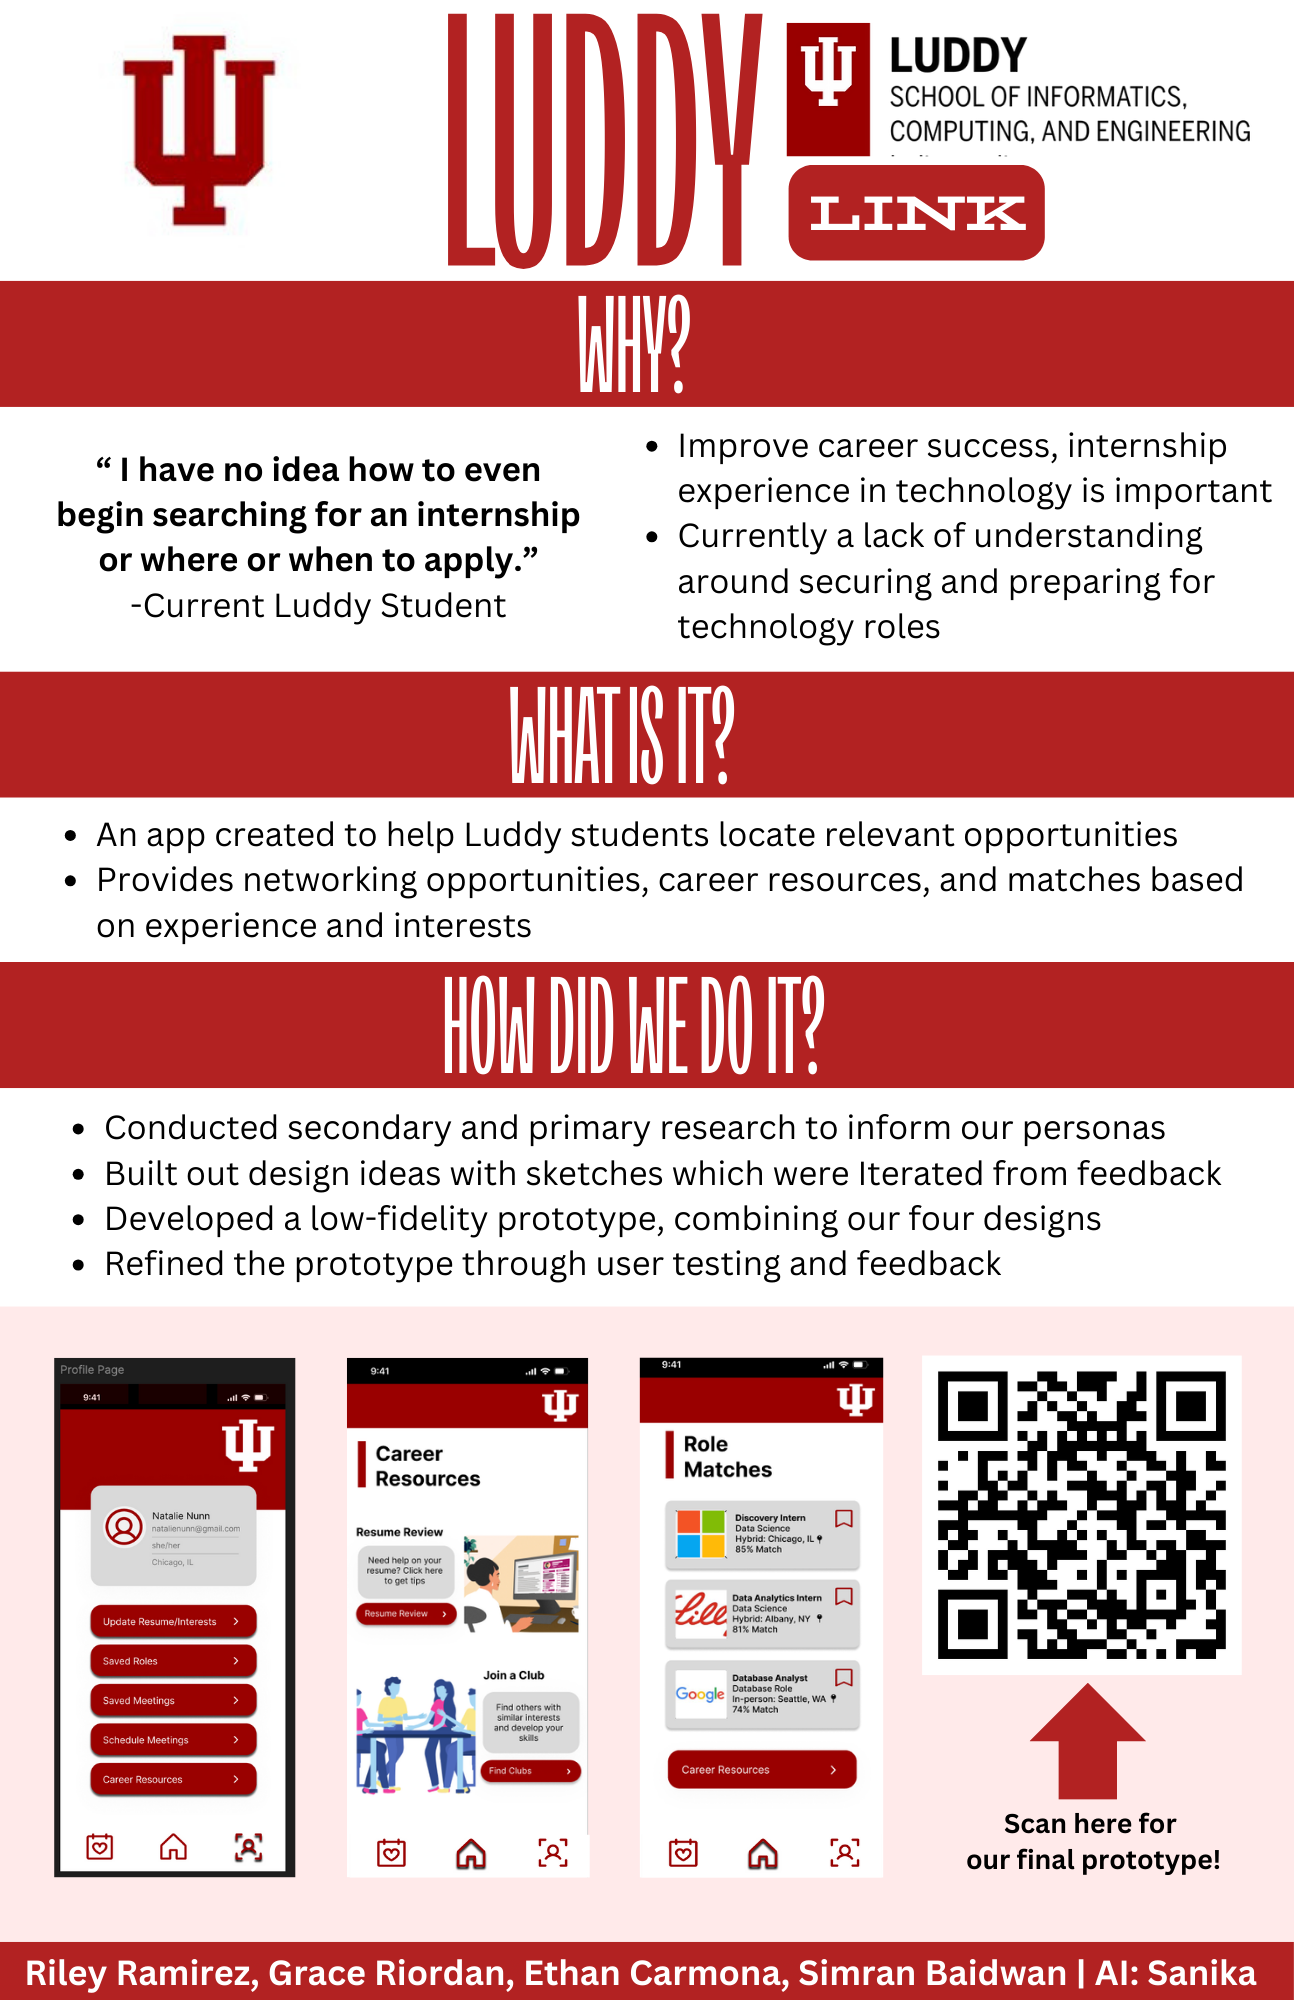 LUDDY
LUDDY
SCHOOL OF INFORMATICS,
COMPUTING, AND ENGINEERING
LINK
WHY?
“ I have no idea how to even
begin searching for an internship
or where or when to apply.”
-Current Luddy Student
• Improve career success, internship
experience in technology is important
• Currently a lack of understanding
around securing and preparing for
technology roles
WHAT IS IT?
• An app created to help Luddy students locate relevant opportunities
• Provides networking opportunities, career resources, and matches based
on experience and interests
HOW DID WE DO IT?
• Conducted secondary and primary research to inform our personas
• Built out design ideas with sketches which were Iterated from feedback
• Developed a low-fidelity prototype, combining our four designs
• Refined the prototype through user testing and feedback
Profile Page
9:41
Natalie Nunn
natalienunn@gmail.com
she/her
Chicago, IL
Update Resume/Interests
Saved Roles
Saved Meetings
Schedule Meetings
Career Resources
9:41
Career
Resources
Resume Review
Need help on your
resume? Click here
to get tips
Resume Review
Join a Club
Find others with
similar interests
and develop your
skills
Find Clubs
9:41
Role
Matches
Discovery Intern
Data Science
Hybrid: Chicago, IL
85% Match
Lilly
Data Analytics Intern
Data Science
Hybrid: Albany, NY
81% Match
Google
Database Analyst
Database Role
In-person: Seattle, WA
74% Match
Career Resources
Scan here for
our final prototype!
Riley Ramirez, Grace Riordan, Ethan Carmona, Simran Baidwan | AI: Sanika